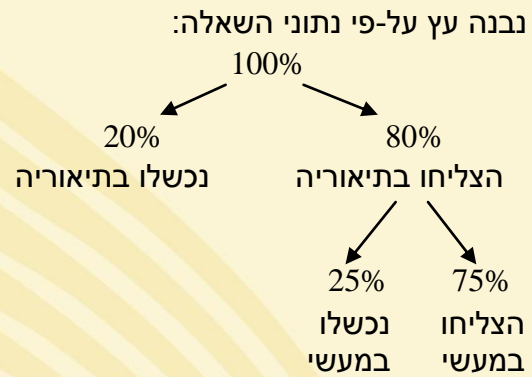 נבנה עץ על-פי נתוני השאלה:
100%
80%
20%
הצליחו בתיאוריה
נכשלו בתיאוריה
75%
25%
הצליחו
במעשי
נכשלו
במעשי